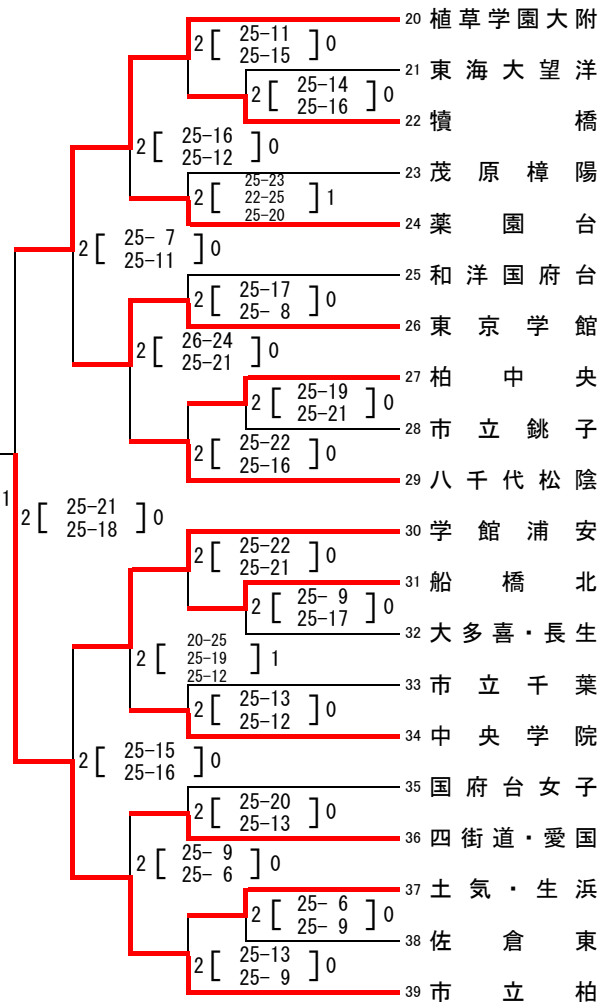 20 植草学園大附
2 [ 25-11 25-15 ] 0
21 東海大望洋
2 [ 25-14 25-16 ] 0
22 犢橋
2 [ 25-16 25-12 ] 0
23 茂原樟陽
2 [ 25-23 22-25 25-20 ] 1
24 薬園台
2 [ 25- 7 25-11 ] 0
25 和洋国府台
2 [ 25-17 25- 8 ] 0
26 東京学館
2 [ 26-24 25-21 ] 0
27 柏中央
2 [ 25-19 25-21 ] 0
28 市立銚子
2 [ 25-22 25-16 ] 0
29 八千代松陰
1
2 [ 25-21 25-18 ] 0
30 学館浦安
2 [ 25-22 25-21 ] 0
31 船橋北
2 [ 25- 9 25-17 ] 0
32 大多喜・長生
2 [ 20-25 25-19 25-12 ] 1
33 市立千葉
2 [ 25-13 25-12 ] 0
34 中央学院
2 [ 25-15 25-16 ] 0
35 国府台女子
2 [ 25-20 25-13 ] 0
36 四街道・愛国
2 [ 25- 9 25- 6 ] 0
37 土気・生浜
2 [ 25- 6 25- 9 ] 0
38 佐倉東
2 [ 25-13 25- 9 ] 0
39 市立柏